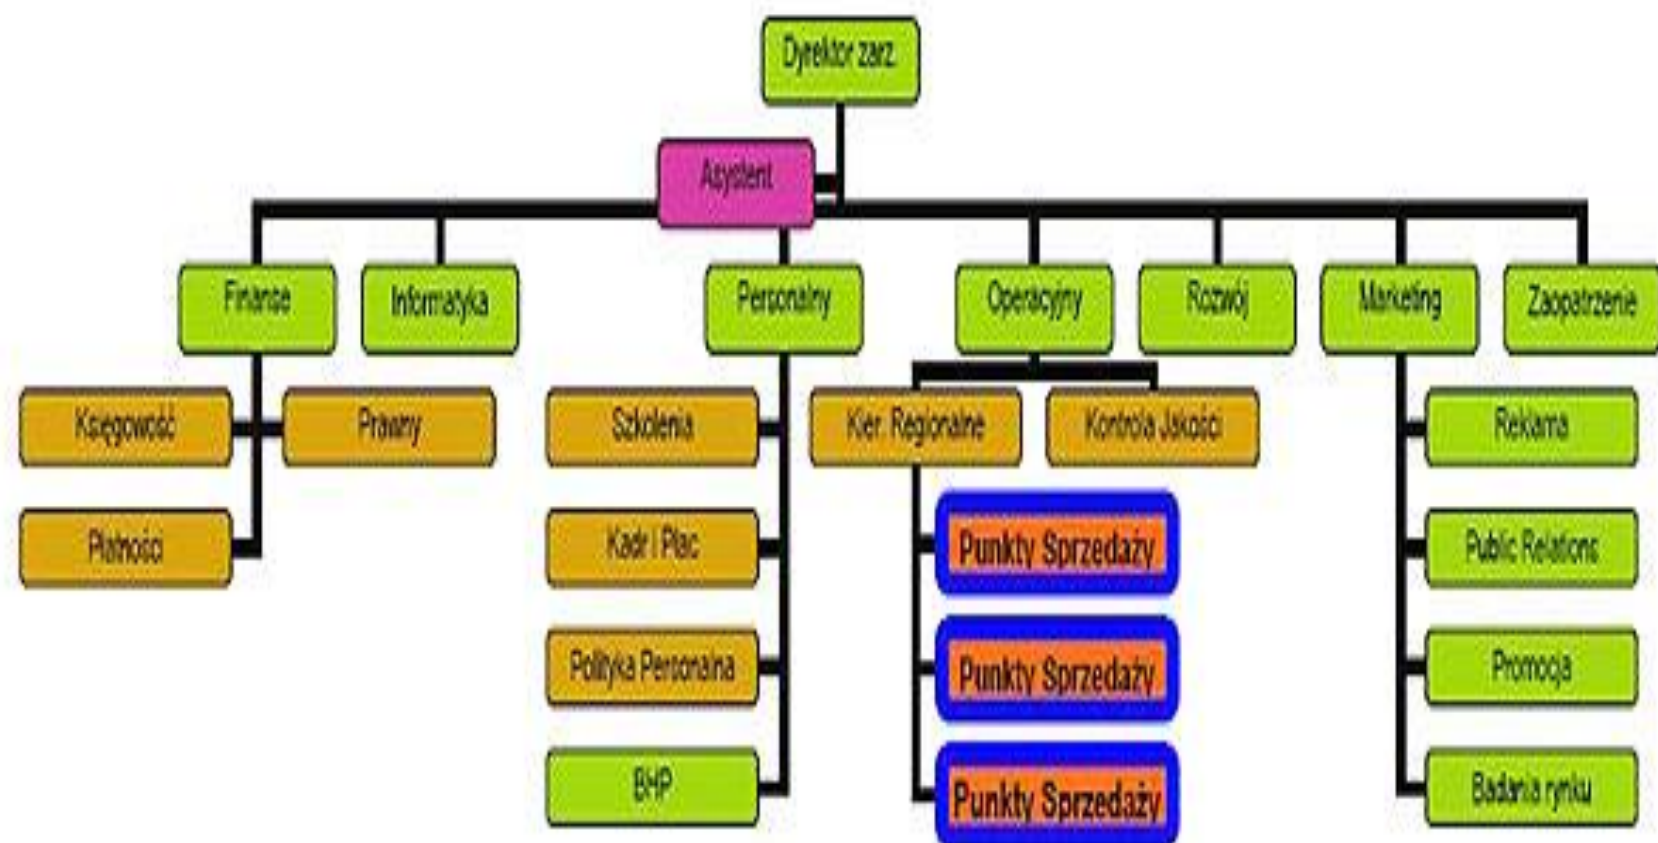 Dyrektor zarz.
Asystent
Finanse
Informatyka
Personalny
Operacyjny
Rozwój
Marketing
Zaopatrzenie
Księgowość
Prawny
Szkolenia
Kier. Regionalne
Kontrola Jakości
Reklama
Płatności
Kadr i Płac
Punkty Sprzedaży
Public Relations
Polityka Personalna
Punkty Sprzedaży
Promocja
BHP
Punkty Sprzedaży
Badania rynku